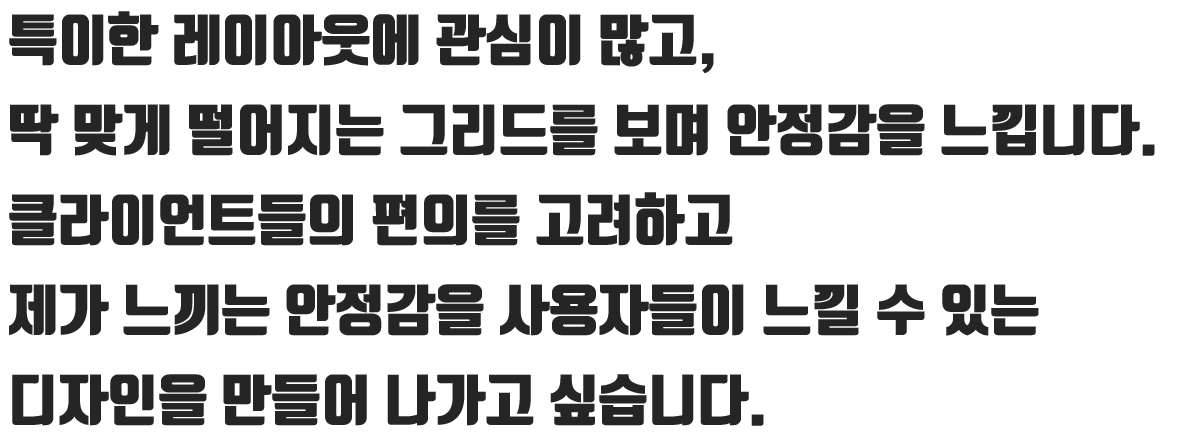 특이한 레이아웃에 관심이 많고,
딱 맞게 떨어지는 그리드를 보며 안정감을 느낍니다.
클라이언트들의 편의를 고려하고
제가 느끼는 안정감을 사용자들이 느낄 수 있는
디자인을 만들어 나가고 싶습니다.